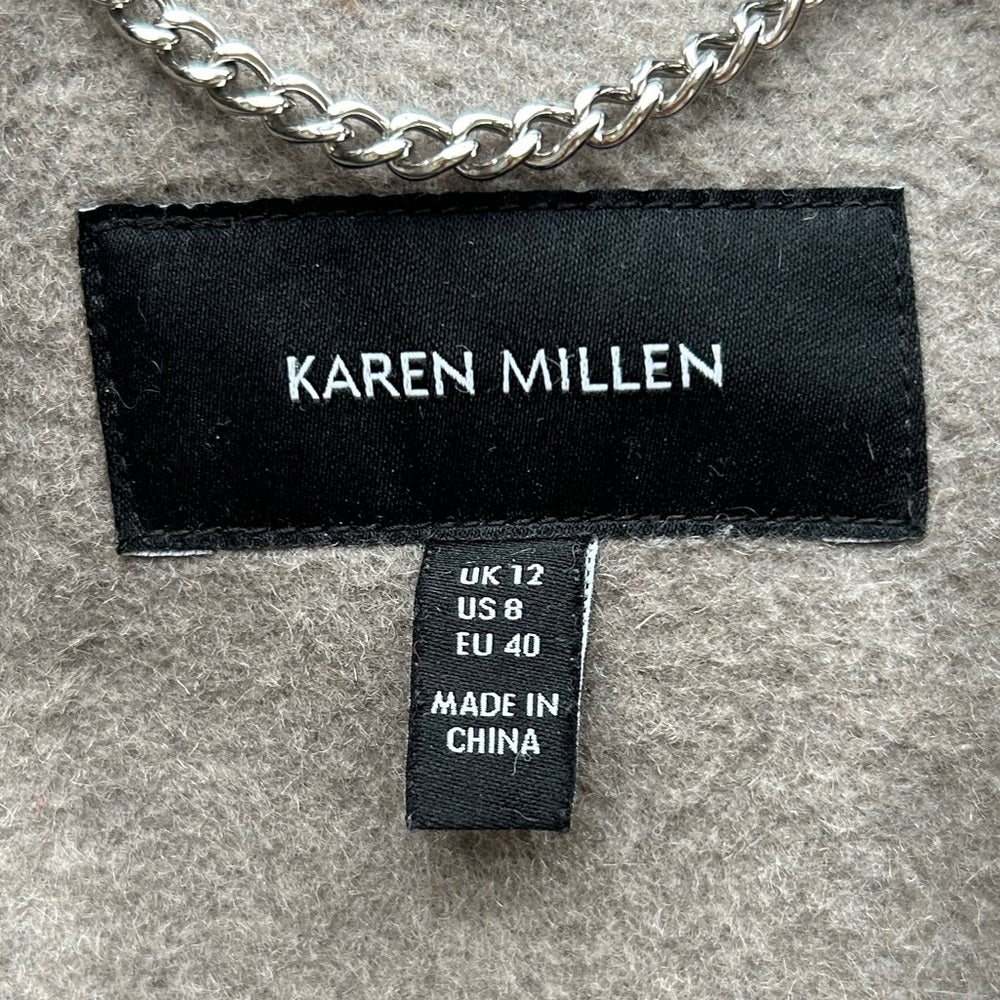 KAREN MILLEN
UK 12
US 8
EU 40
MADE IN
CHINA